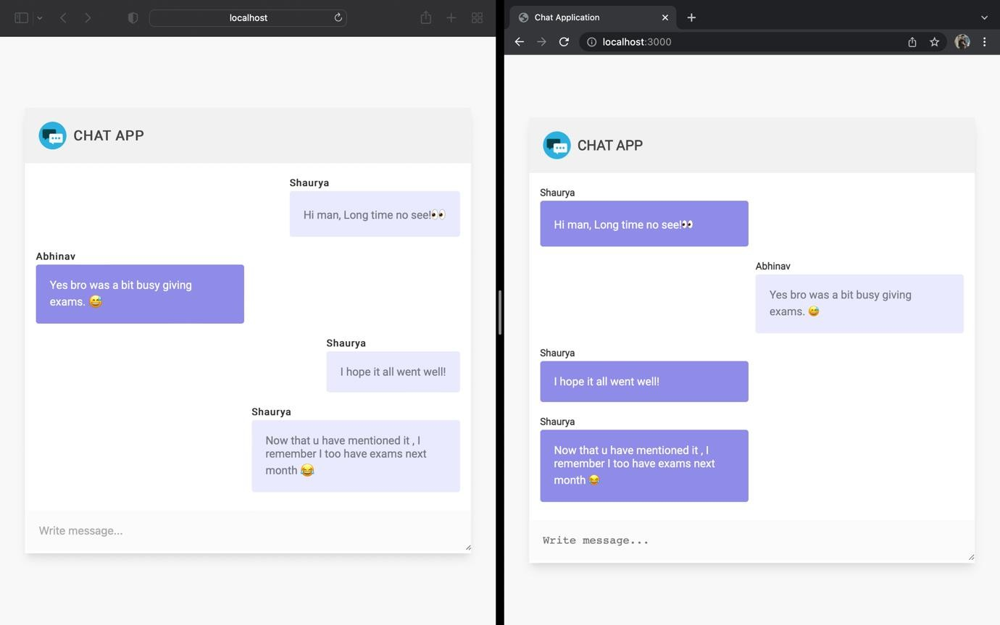 localhost
CHAT APP
Shaurya
Hi man, Long time no see!👀
Abhinav
Yes bro was a bit busy giving
exams. 😅
Shaurya
I hope it all went well!
Shaurya
Now that u have mentioned it , I
remember I too have exams next
month 😂
Write message...
Chat Application
localhost:3000
CHAT APP
Shaurya
Hi man, Long time no see!👀
Abhinav
Yes bro was a bit busy giving
exams. 😅
Shaurya
I hope it all went well!
Shaurya
Now that u have mentioned it , I
remember I too have exams next
month 😂
Write message...